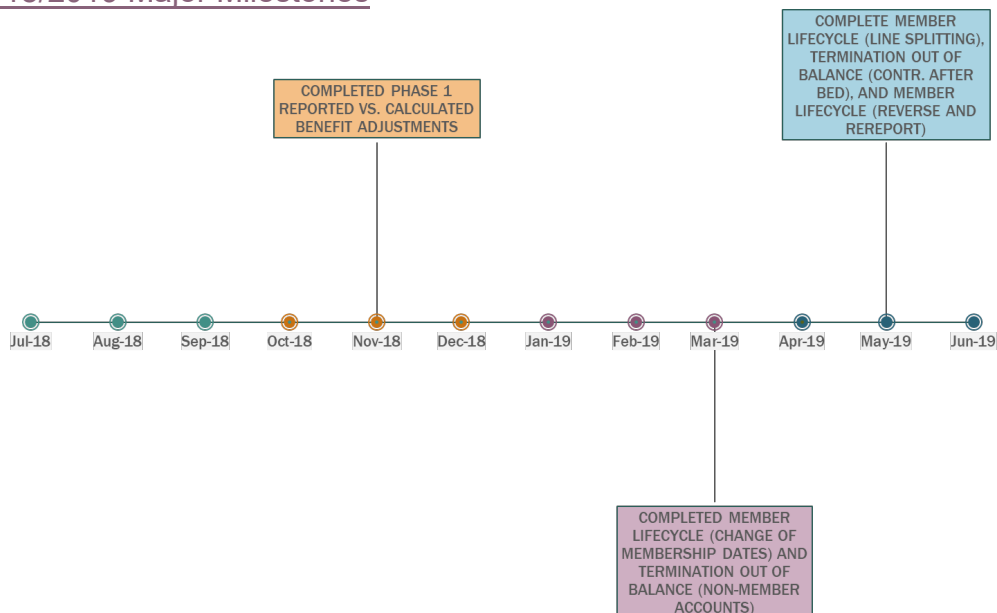 Major Milestones
COMPLETE MEMBER
LIFECYCLE (LINE SPLITTING),
TERMINATION OUT OF
BALANCE (CONTR. AFTER
BED), AND MEMBER
LIFECYCLE (REVERSE AND
REREPORT)
COMPLETED PHASE 1
REPORTED VS. CALCULATED
BENEFIT ADJUSTMENTS
Jul-18 Aug-18 Sep-18 Oct-18 Nov-18 Dec-18 Jan-19 Feb-19 Mar-19 Apr-19 May-19 Jun-19
COMPLETED MEMBER
LIFECYCLE (CHANGE OF
MEMBERSHIP DATES) AND
TERMINATION OUT OF
BALANCE (NON-MEMBER
ACCOUNTS)